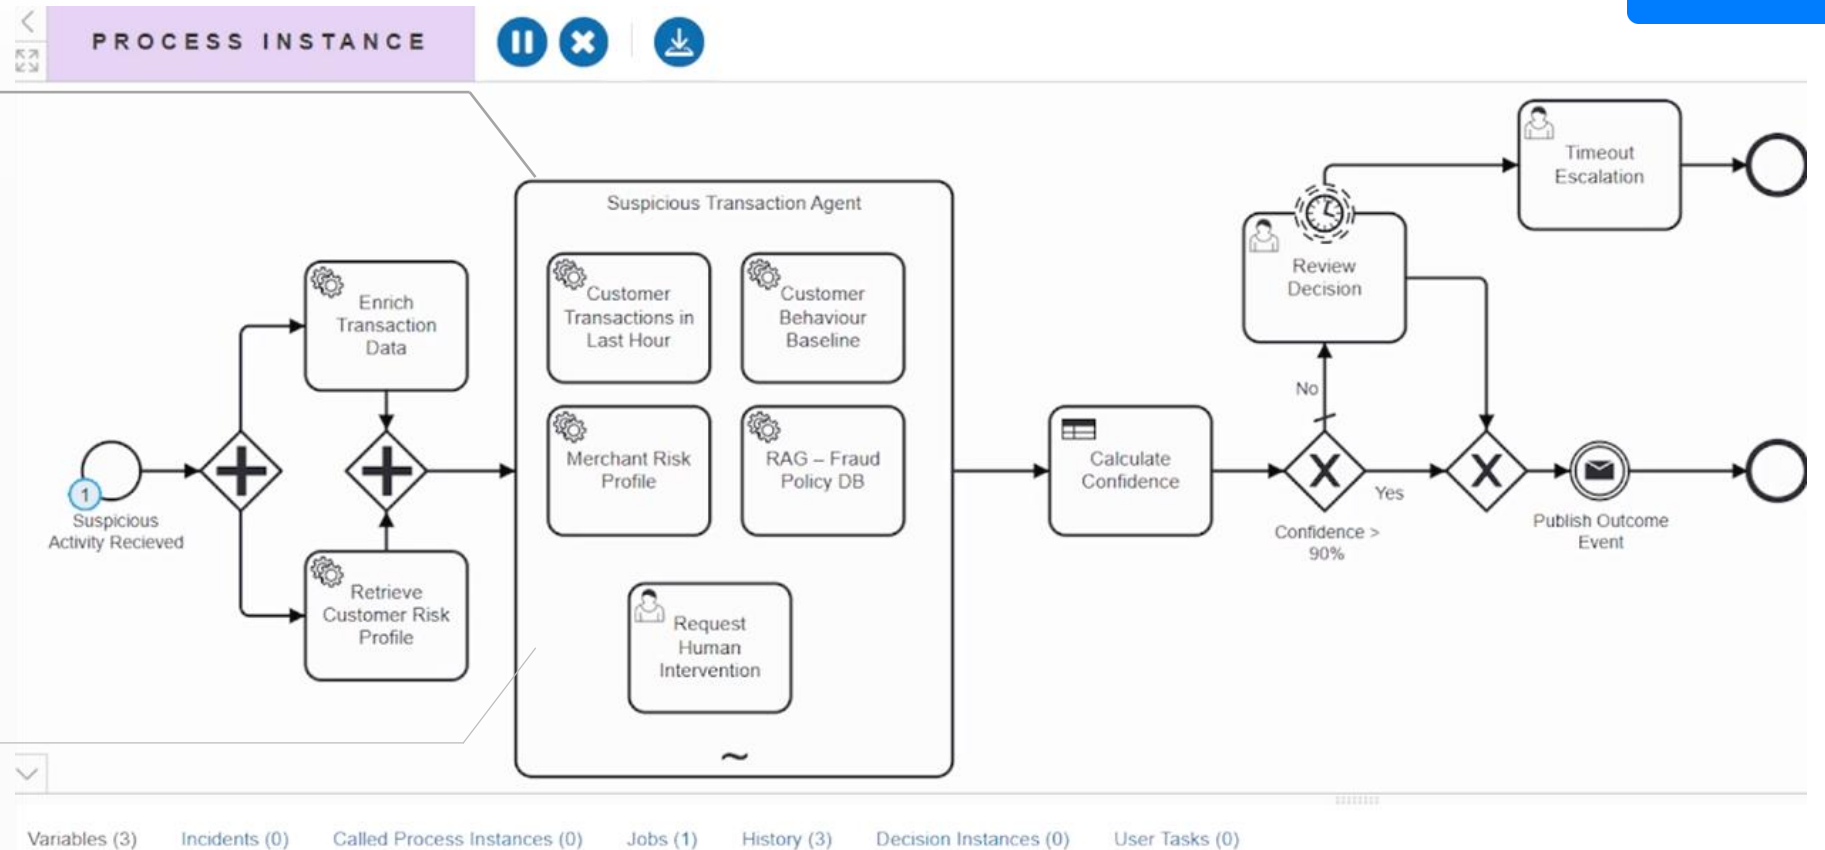 PROCESS INSTANCE
Timeout
Escalation
Suspicious Transaction Agent
Review
Decision
Enrich
Transaction
Data
Customer
Transactions in
Last Hour
Customer
Behaviour
Baseline
No
Merchant Risk
Profile
RAG – Fraud
Policy DB
Calculate
Confidence
Yes
1
Suspicious
Activity Recieved
Confidence >
90%
Publish Outcome
Event
Retrieve
Customer Risk
Profile
Request
Human
Intervention
Variables (3) Incidents (0) Called Process Instances (0) Jobs (1) History (3) Decision Instances (0) User Tasks (0)